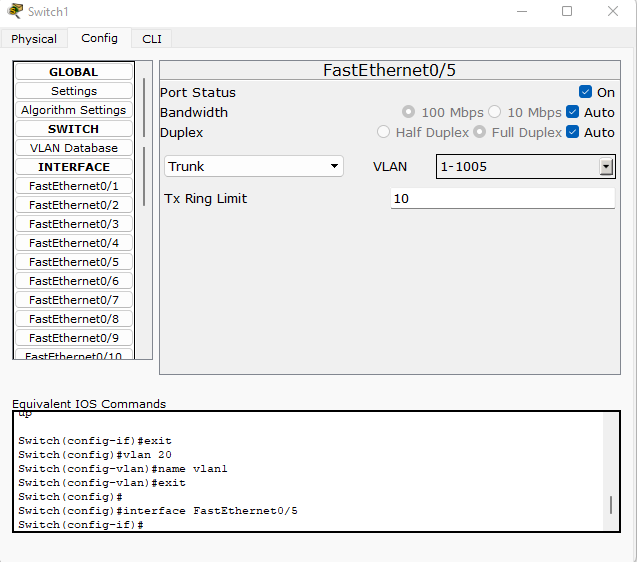 Switch1
Physical Config CLI
GLOBAL
Settings
Algorithm Settings
SWITCH
VLAN Database
INTERFACE
FastEthernet0/1
FastEthernet0/2
FastEthernet0/3
FastEthernet0/4
FastEthernet0/5
FastEthernet0/6
FastEthernet0/7
FastEthernet0/8
FastEthernet0/9
FastEthernet0/10
FastEthernet0/5
Port Status On
Bandwidth 100 Mbps 10 Mbps Auto
Duplex Half Duplex Full Duplex Auto
Trunk VLAN 1-1005
Tx Ring Limit 10
Equivalent IOS Commands
up
Switch(config-if)#exit
Switch(config)#vlan 20
Switch(config-vlan)#name vlan1
Switch(config-vlan)#exit
Switch(config)#
Switch(config)#interface FastEthernet0/5
Switch(config-if)#